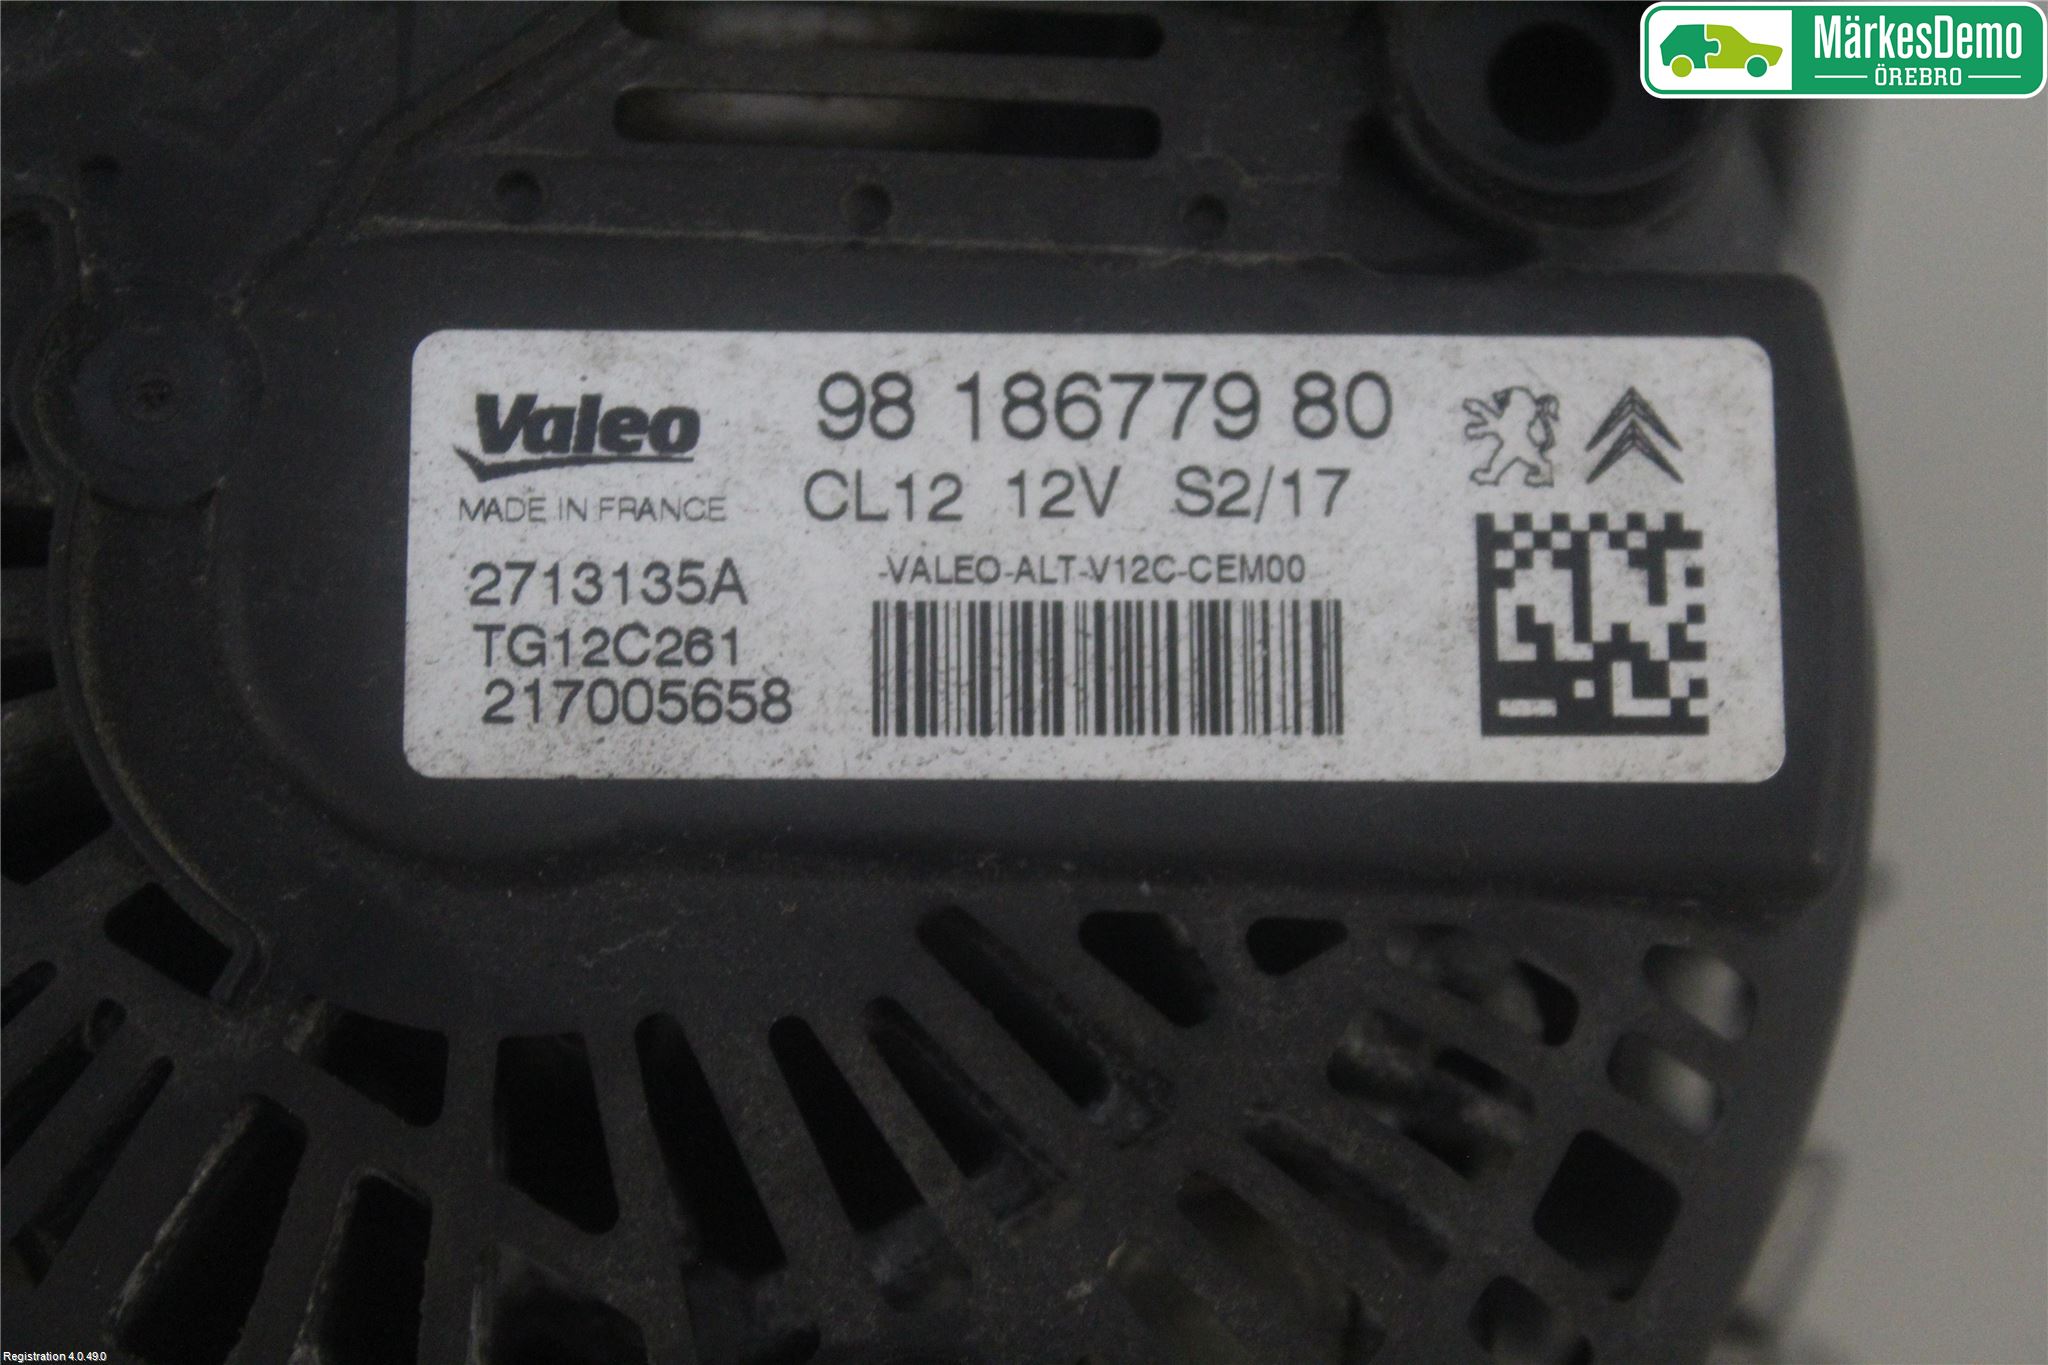 MärkesDemo
ÖREBRO
Valeo
MADE IN FRANCE
98 186779 80
CL12 12V S2/17
2713135A
TG12C261
217005658
-VALEO-ALT-V12C-CEM00
Registration 4.0.49.0